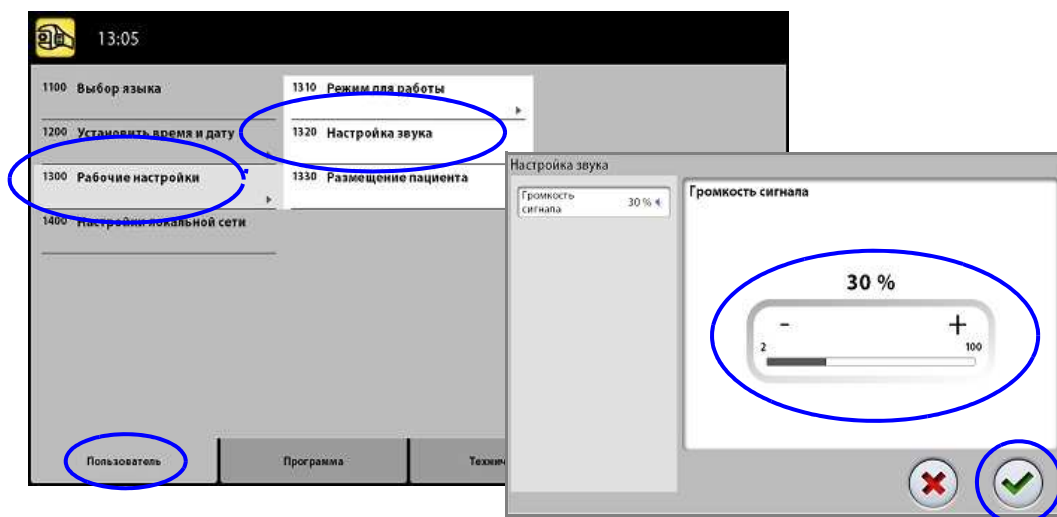 13:05
1100 Выбор языка
1200 Установить время и дату
1300 Рабочие настройки
1400 Настройки локальной сети
1310 Режим для работы
1320 Настройка звука
1330 Размещение пациента
Пользователь
Программа
Настройка звука
Громкость
сигнала
30 %
Громкость сигнала
30 %
- +
2 100